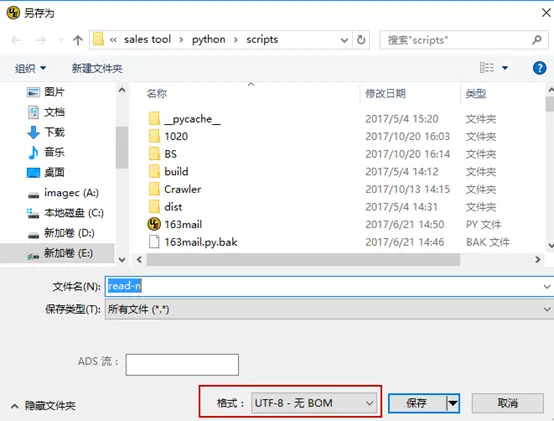 另存为
« sales tool > python > scripts
搜索"scripts"
组织
新建文件夹
名称 修改日期 类型
图片
文档
下载
音乐
桌面
imagec (A:)
本地磁盘 (C:)
新加卷 (D:)
新加卷 (E:)
__pycache__ 2017/5/4 15:20 文件夹
1020 2017/10/20 16:03 文件夹
BS 2017/10/20 16:14 文件夹
build 2017/5/4 14:12 文件夹
Crawler 2017/10/13 14:15 文件夹
dist 2017/5/4 14:31 文件夹
163mail 2017/6/21 14:50 PY 文件
163mail.py.bak 2017/6/21 14:46 BAK 文件
文件名(N): read-n
保存类型(T): 所有文件 (*.*)
ADS 流：
隐藏文件夹
格式： UTF-8 - 无 BOM
保存
取消